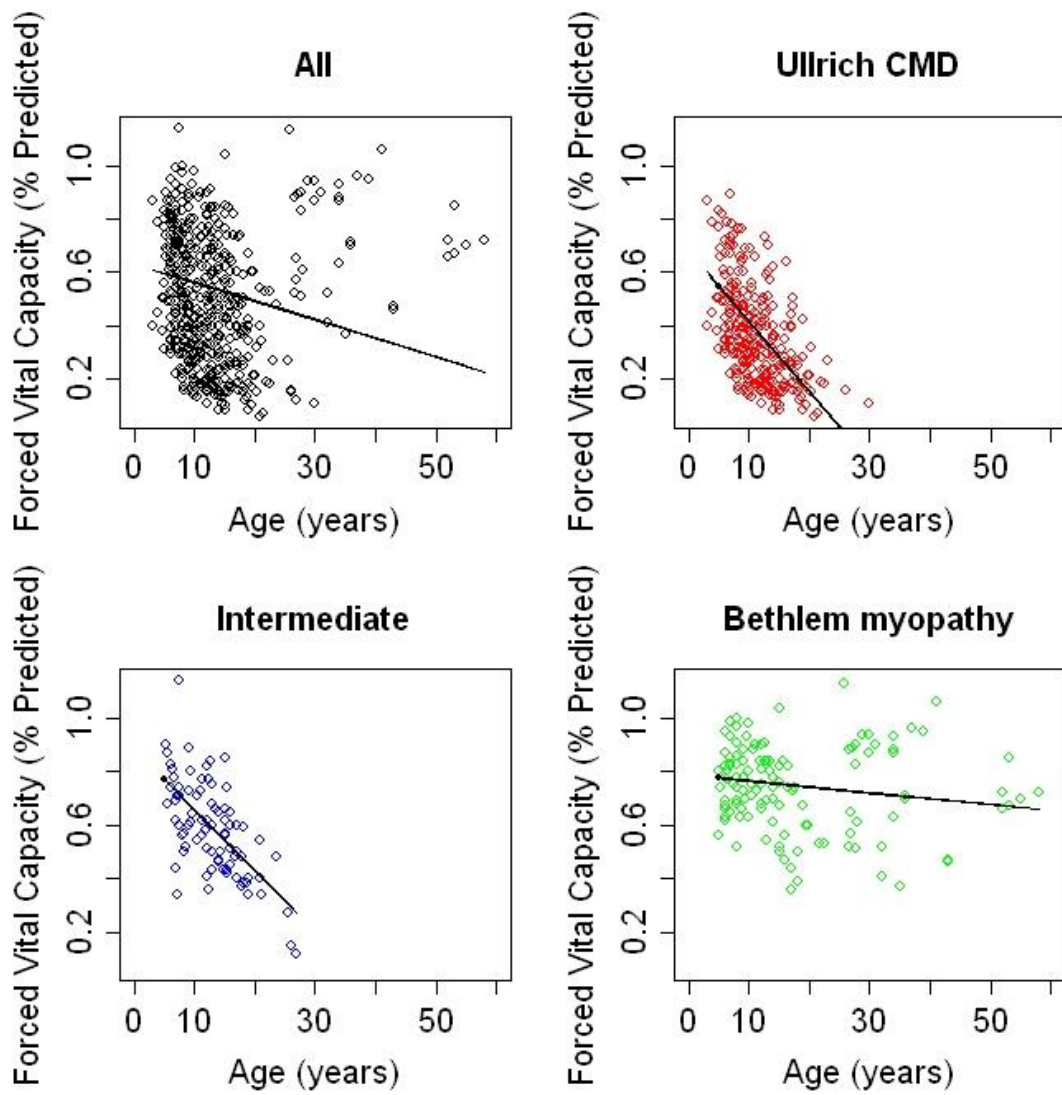 All
Forced Vital Capacity (% Predicted)
1.0
0.6
0.2
0 10 30 50
Age (years)
Ullrich CMD
Forced Vital Capacity (% Predicted)
1.0
0.6
0.2
0 10 30 50
Age (years)
Intermediate
Forced Vital Capacity (% Predicted)
1.0
0.6
0.2
0 10 30 50
Age (years)
Bethlem myopathy
Forced Vital Capacity (% Predicted)
1.0
0.6
0.2
0 10 30 50
Age (years)